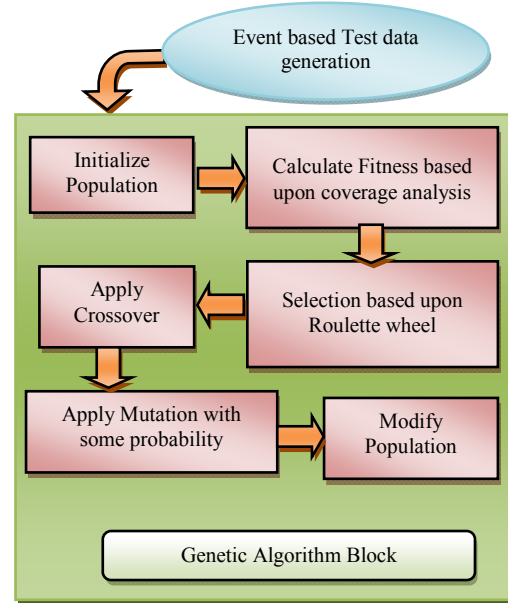 Event based Test data
generation
Initialize
Population
Calculate Fitness based
upon coverage analysis
Selection based upon
Roulette wheel
Apply
Crossover
Apply Mutation with
some probability
Modify
Population
Genetic Algorithm Block